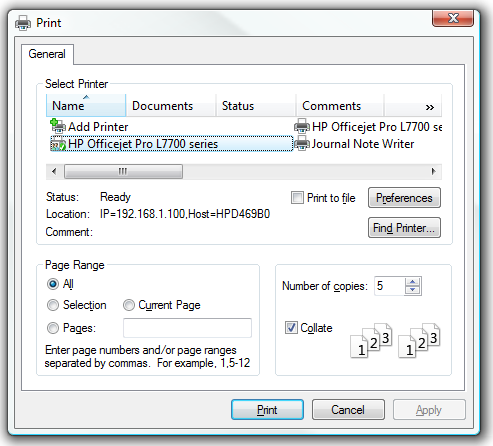 Print
General
Select Printer
Name Documents Status Comments »
Add Printer HP Officejet Pro L7700 se
HP Officejet Pro L7700 series Journal Note Writer
Status: Ready Print to file Preferences
Location: IP=192.168.1.100,Host=HPD469B0
Comment: Find Printer...
Page Range
All
Selection Current Page
Pages:
Enter page numbers and/or page ranges
separated by commas. For example, 1,5-12
Number of copies: 5
Collate
1 2 3 1 2 3
Print Cancel Apply